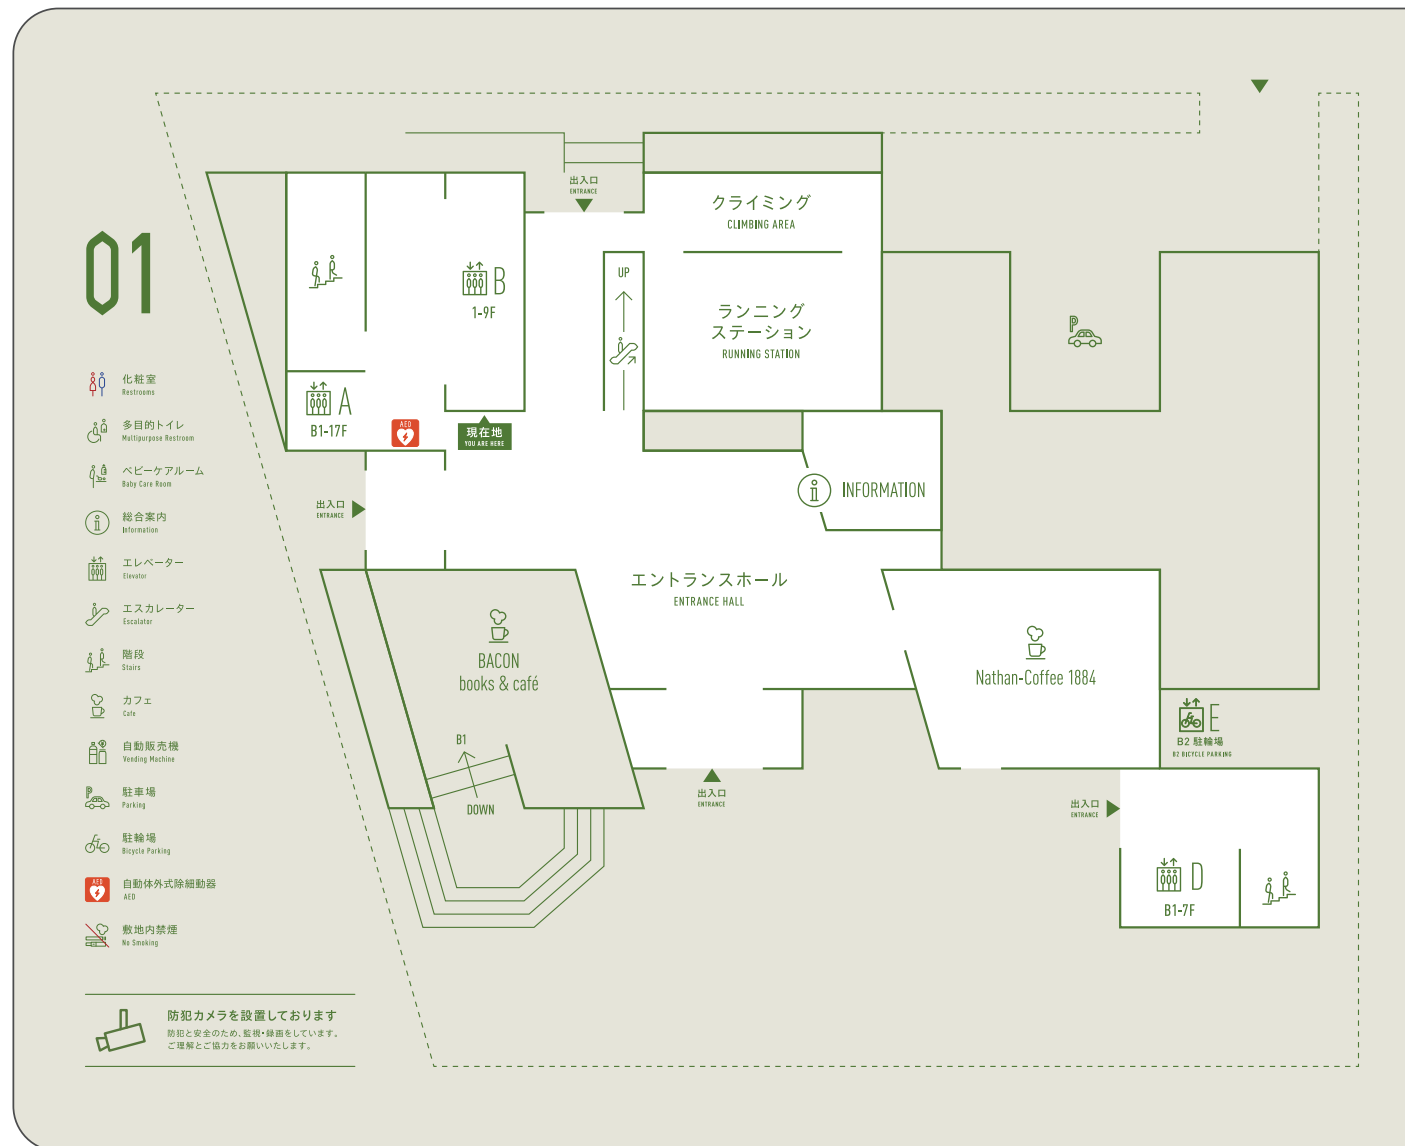 01
化粧室
Restrooms
多目的トイレ
Multipurpose Restroom
ベビーケアルーム
Baby Care Room
総合案内
Information
エレベーター
Elevator
エスカレーター
Escalator
階段
Stairs
カフェ
Cafe
自動販売機
Vending Machine
P
駐車場
Parking
駐輪場
Bicycle Parking
AED
自動体外式除細動器
AED
敷地内禁煙
No Smoking
防犯カメラを設置しております
防犯と安全のため、監視・録画をしています。
ご理解とご協力をお願いいたします。
出入口
ENTRANCE
クライミング
CLIMBING AREA
B
1-9F
UP
ランニング
ステーション
RUNNING STATION
P
A
B1-17F
AED
現在地
YOU ARE HERE
出入口
ENTRANCE
INFORMATION
エントランスホール
ENTRANCE HALL
BACON
books & café
Nathan-Coffee 1884
B1
DOWN
出入口
ENTRANCE
E
B2 駐輪場
B2 BICYCLE PARKING
出入口
ENTRANCE
D
B1-7F